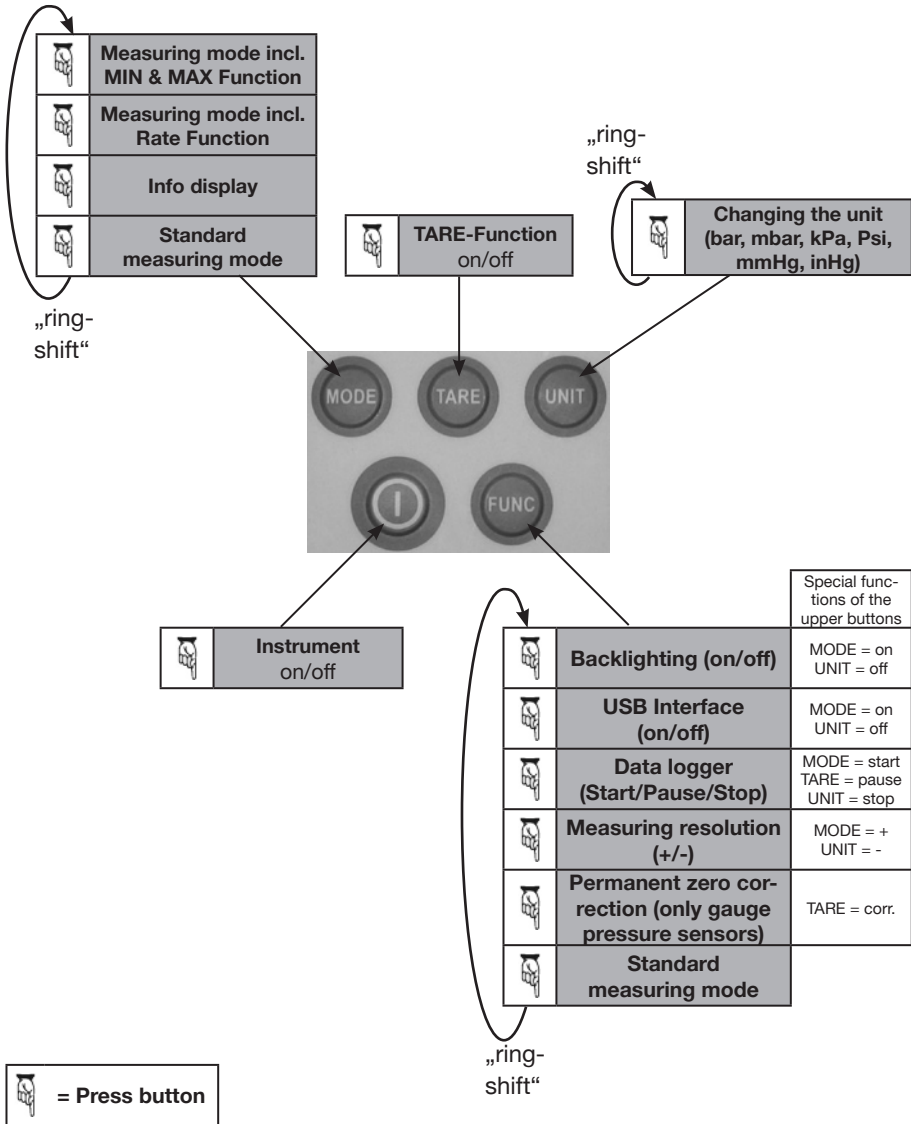 Measuring mode incl.
MIN & MAX Function
Measuring mode incl.
Rate Function
Info display
Standard
measuring mode
„ring-
shift“
TARE-Function
on/off
„ring-
shift“
Changing the unit
(bar, mbar, kPa, Psi,
mmHg, inHg)
MODE
TARE
UNIT
FUNC
Instrument
on/off
Special func-
tions of the
upper buttons
Backlighting (on/off)
MODE = on
UNIT = off
USB Interface
(on/off)
MODE = on
UNIT = off
Data logger
(Start/Pause/Stop)
MODE = start
TARE = pause
UNIT = stop
Measuring resolution
(+/-)
MODE = +
UNIT = -
Permanent zero cor-
rection (only gauge
pressure sensors)
TARE = corr.
Standard
measuring mode
„ring-
shift“
= Press button